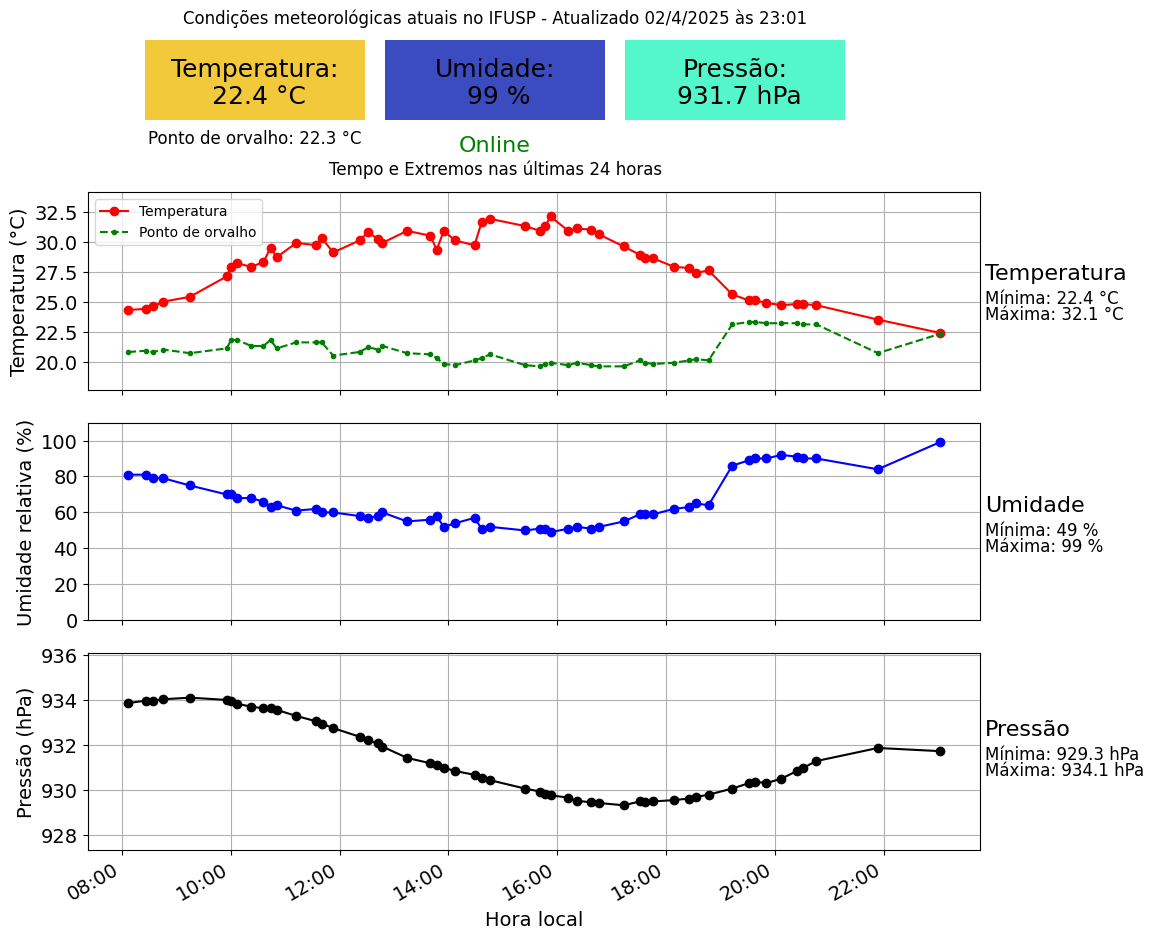 Condições meteorológicas atuais no IFUSP - Atualizado 02/4/2025 às 23:01
Temperatura:
22.4 °C
Umidade:
99 %
Pressão:
931.7 hPa
Ponto de orvalho: 22.3 °C
Online
Tempo e Extremos nas últimas 24 horas
Temperatura (°C)
32.5
30.0
27.5
25.0
22.5
20.0
Temperatura
Ponto de orvalho
Temperatura
Mínima: 22.4 °C
Máxima: 32.1 °C
Umidade relativa (%)
100
80
60
40
20
0
Umidade
Mínima: 49 %
Máxima: 99 %
Pressão (hPa)
936
934
932
930
928
Pressão
Mínima: 929.3 hPa
Máxima: 934.1 hPa
08:00 10:00 12:00 14:00 16:00 18:00 20:00 22:00
Hora local